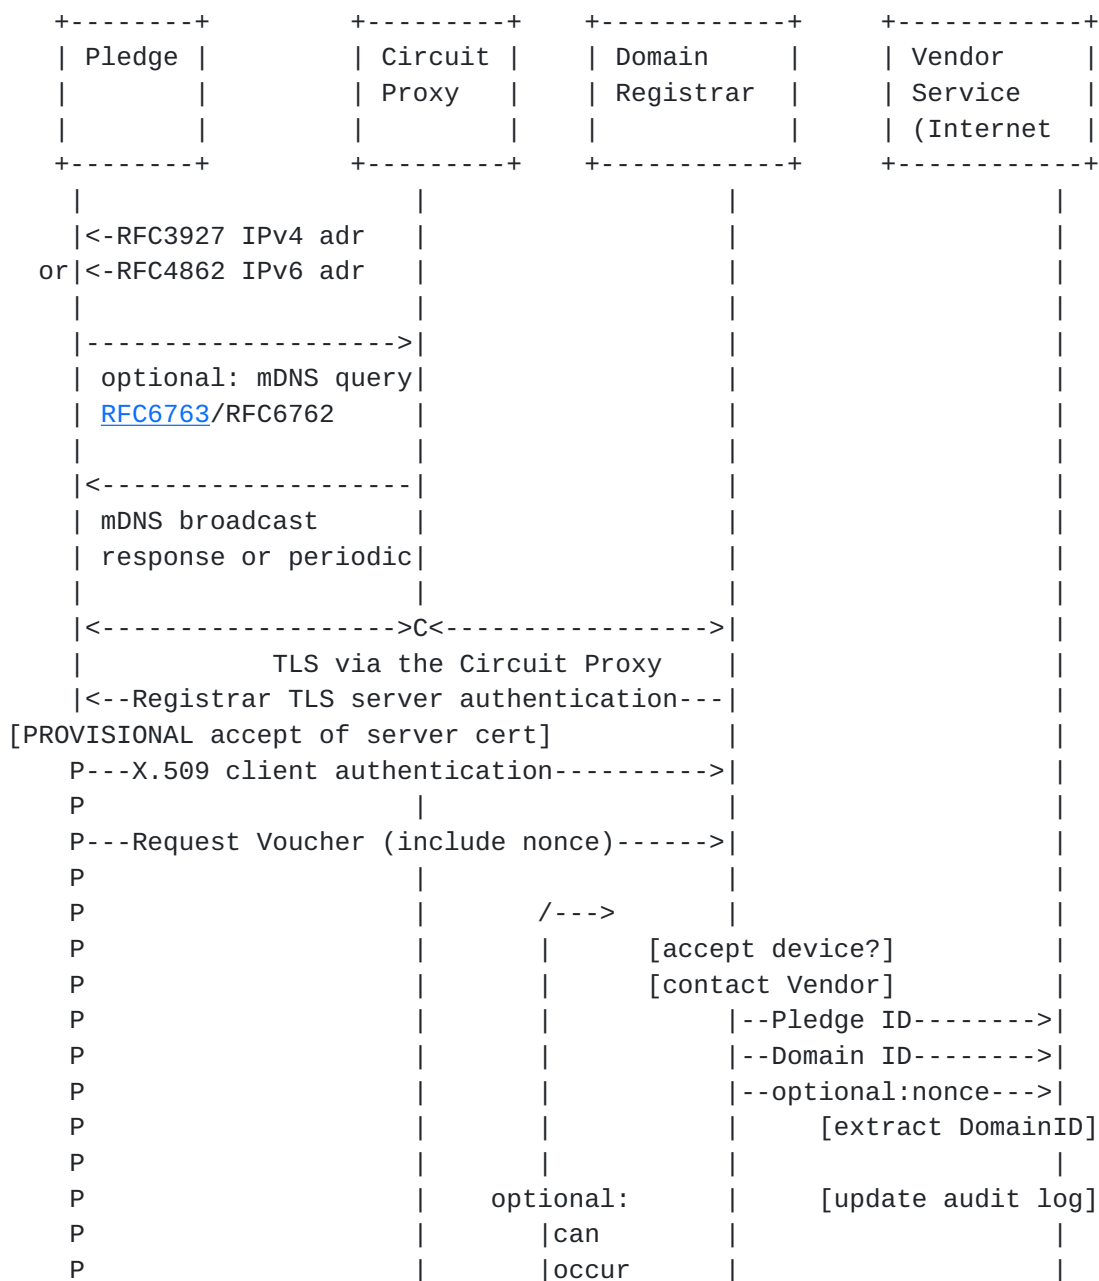 +--------+         +---------+    +------------+     +------------+
| Pledge |         | Circuit |    | Domain     |     | Vendor     |
|        |         | Proxy   |    | Registrar  |     | Service    |
|        |         |         |    |            |     | (Internet  |
+--------+         +---------+    +------------+     +------------+
 |                     |                   |                    |
 |<-RFC3927 IPv4 adr   |                   |                    |
or|<-RFC4862 IPv6 adr   |                   |                    |
 |                     |                   |                    |
 |-------------------->|                   |                    |
 | optional: mDNS query|                   |                    |
 | RFC6763/RFC6762     |                   |                    |
 |                     |                   |                    |
 |<--------------------|                   |                    |
 | mDNS broadcast      |                   |                    |
 | response or periodic|                   |                    |
 |                     |                   |                    |
 |<------------------->C<----------------->|                    |
 |            TLS via the Circuit Proxy    |                    |
 |<--Registrar TLS server authentication---|                    |
[PROVISIONAL accept of server cert]            |                    |
 P---X.509 client authentication---------->|                    |
 P                     |                   |                    |
 P---Request Voucher (include nonce)------>|                    |
 P                     |                   |                    |
 P                     |       /--->       |                    |
 P                     |       |      [accept device?]          |
 P                     |       |      [contact Vendor]          |
 P                     |       |           |--Pledge ID-------->|
 P                     |       |           |--Domain ID-------->|
 P                     |       |           |--optional:nonce--->|
 P                     |       |           |     [extract DomainID]
 P                     |       |           |                    |
 P                     |    optional:      |     [update audit log]
 P                     |       |can        |                    |
 P                     |       |occur      |                    |